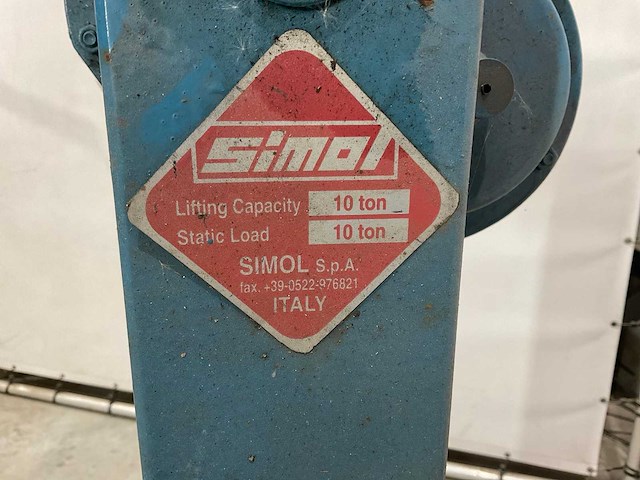 Simol
Lifting Capacity 10 ton
Static Load 10 ton
SIMOL S.p.A.
fax. +39-0522-976821
ITALY